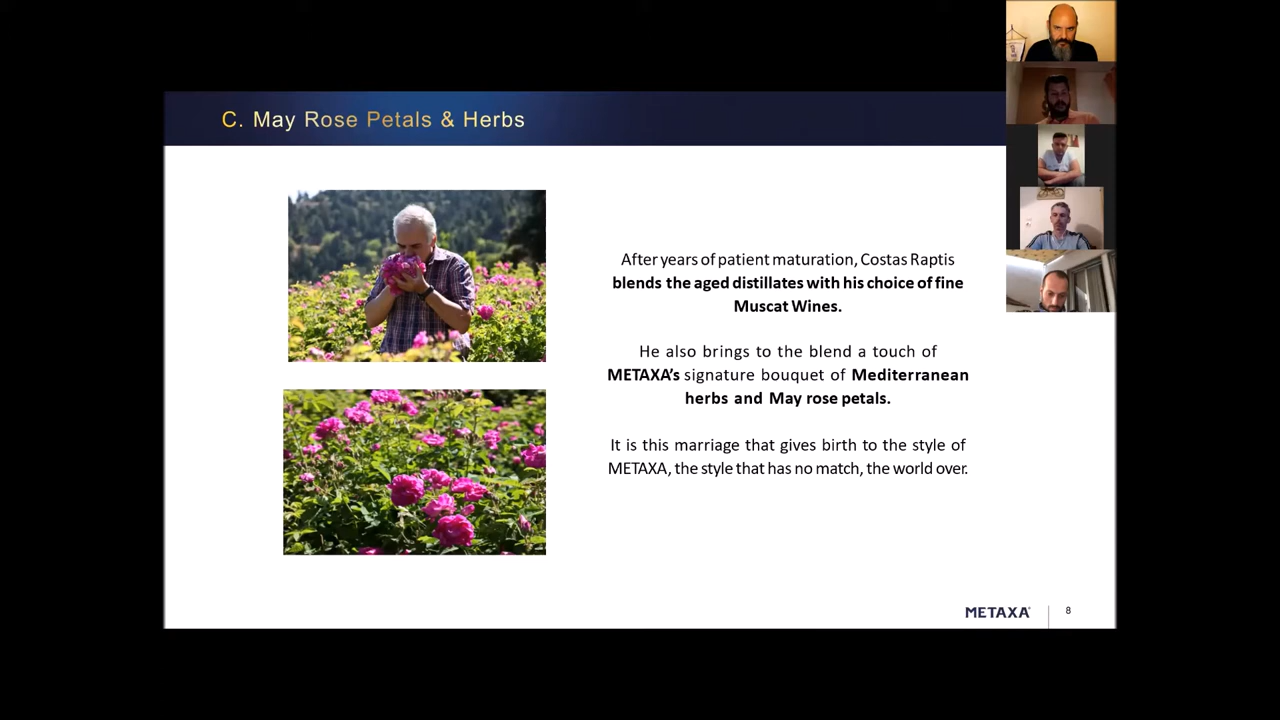 C. May Rose Petals & Herbs
After years of patient maturation, Costas Raptis
blends the aged distillates with his choice of fine
Muscat Wines.
He also brings to the blend a touch of
METAXA's signature bouquet of Mediterranean
herbs and May rose petals.
It is this marriage that gives birth to the style of
METAXA, the style that has no match, the world over.
METAXA
8